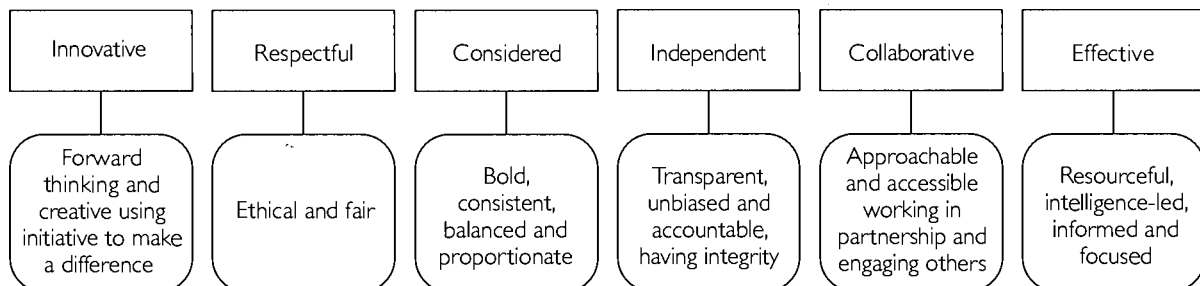 Innovative
Respectful
Considered
Independent
Collaborative
Effective
Forward
thinking and
creative using
initiative to make
a difference
Ethical and fair
Bold,
consistent,
balanced and
proportionate
Transparent,
unbiased and
accountable,
having integrity
Approachable
and accessible
working in
partnership and
engaging others
Resourceful,
intelligence-led,
informed and
focused